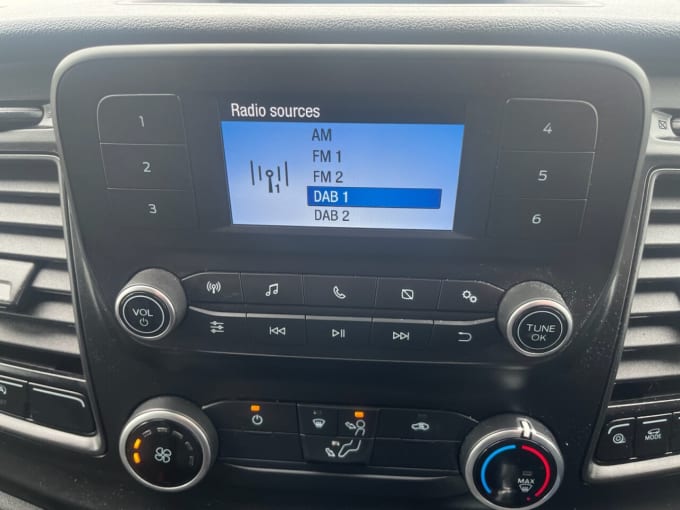 Radio sources
AM
FM 1
FM 2
DAB 1
DAB 2
1
1
2
3
4
5
6
VOL
TUNE
OK
MODE
MAX